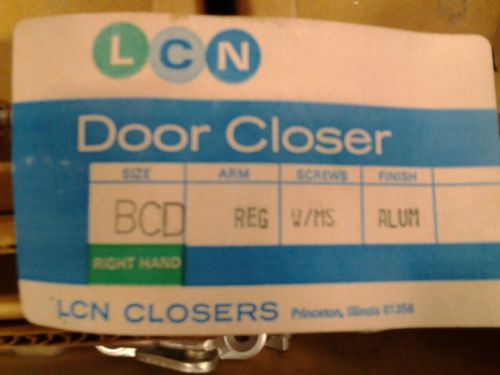 LCN
Door Closer
SIZE ARM SCREWS FINISH
BCD REG W/MS ALUM
RIGHT HAND
LCN CLOSERS Princeton, Illinois 61356